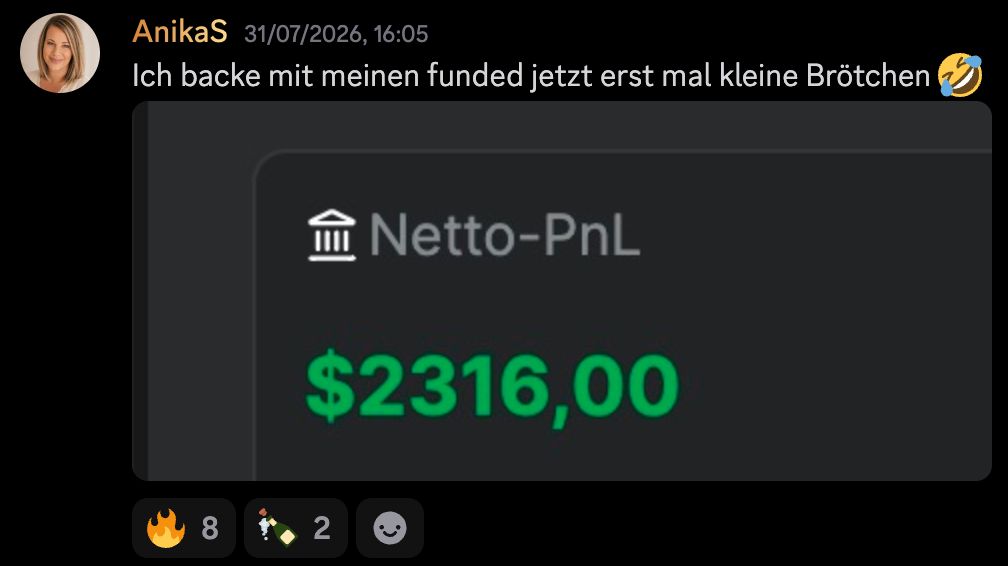 AnikaS 31/07/2026, 16:05
Ich backe mit meinen funded jetzt erst mal kleine Brötchen 🤣
Netto-PnL
$2316,00
🔥 8 🍾 2